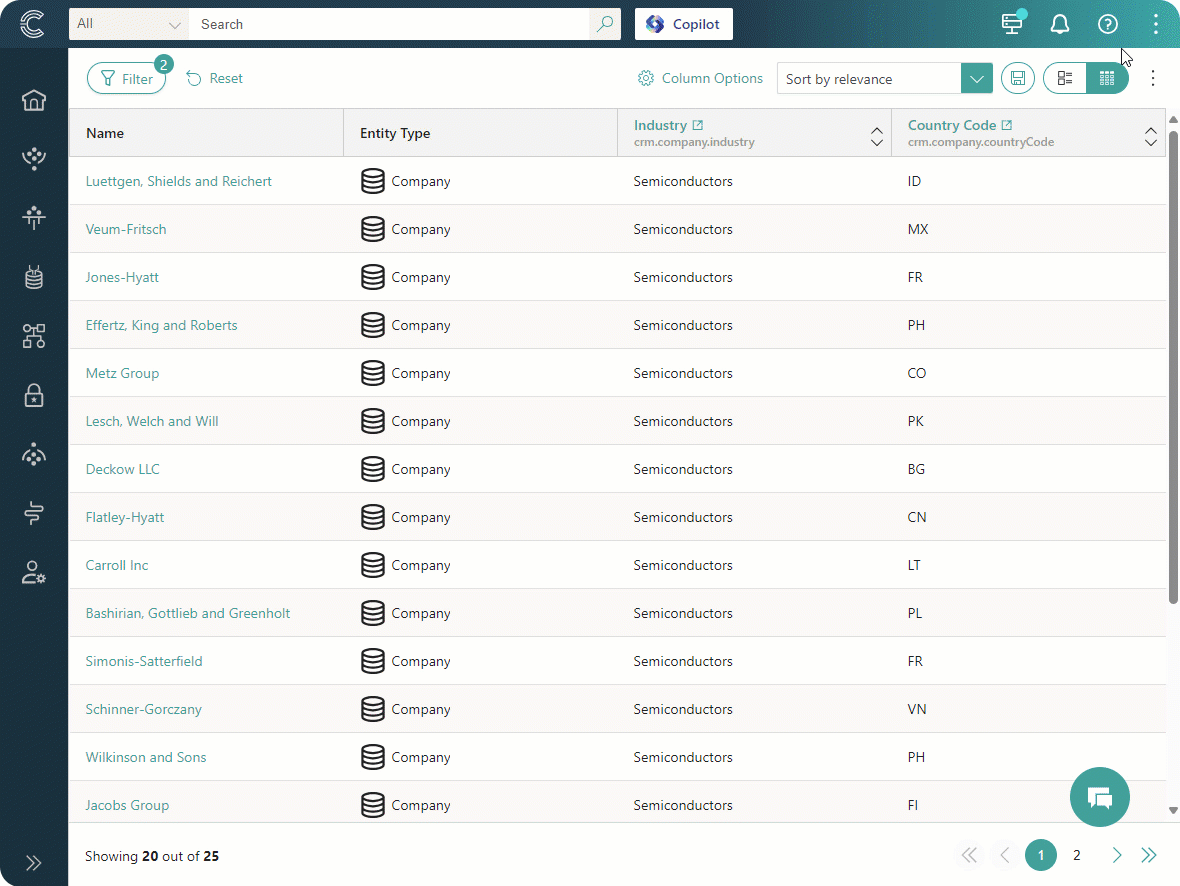 All Search Copilot
Filter 2 Reset Column Options Sort by relevance
Name Entity Type Industry Country Code
crm.company.industry crm.company.countryCode
Luettgen, Shields and Reichert Company Semiconductors ID
Veum-Fritsch Company Semiconductors MX
Jones-Hyatt Company Semiconductors FR
Effertz, King and Roberts Company Semiconductors PH
Metz Group Company Semiconductors CO
Lesch, Welch and Will Company Semiconductors PK
Deckow LLC Company Semiconductors BG
Flatley-Hyatt Company Semiconductors CN
Carroll Inc Company Semiconductors LT
Bashirian, Gottlieb and Greenholt Company Semiconductors PL
Simonis-Satterfield Company Semiconductors FR
Schinner-Gorczany Company Semiconductors VN
Wilkinson and Sons Company Semiconductors PH
Jacobs Group Company Semiconductors FI
Showing 20 out of 25 1 2